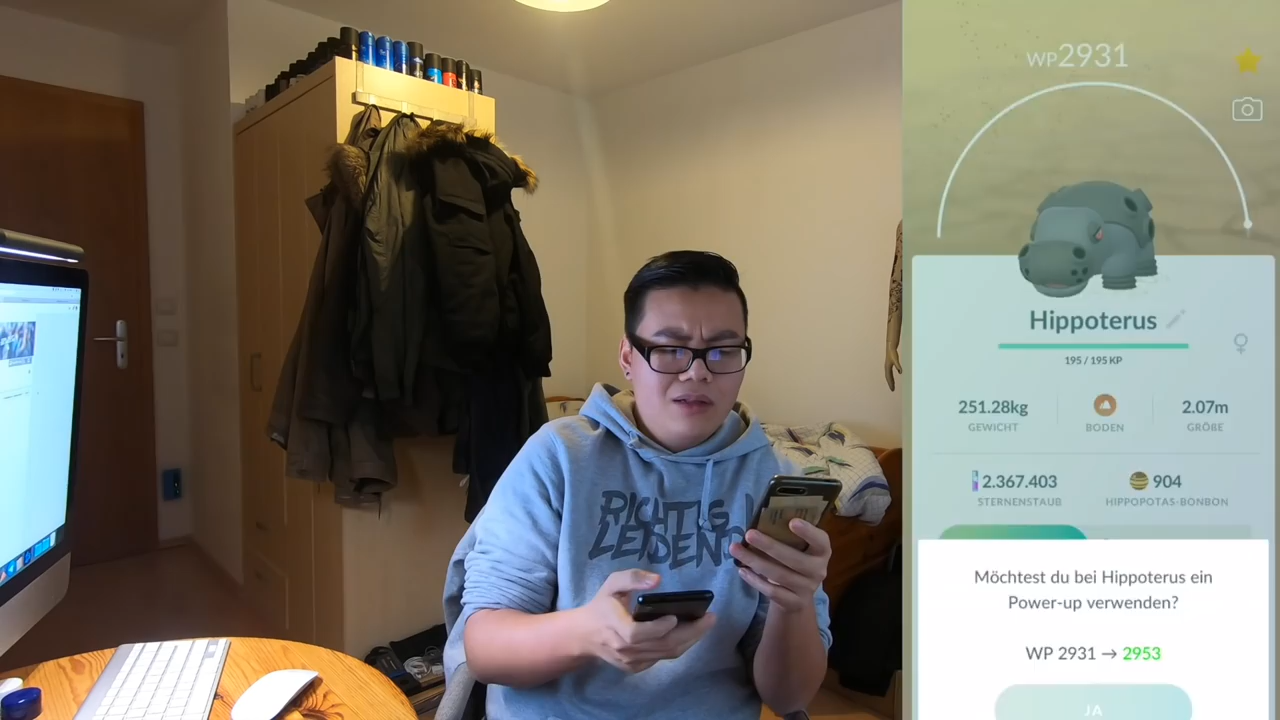 RICHTIG
LEIDEND
WP2931
Hippoterus
195 / 195 KP
251.28kg
GEWICHT
BODEN
2.07m
GRÖßE
2.367.403
STERNENSTAUB
904
HIPPOPOTAS-BONBON
Möchtest du bei Hippoterus ein
Power-up verwenden?
WP 2931 → 2953
JA